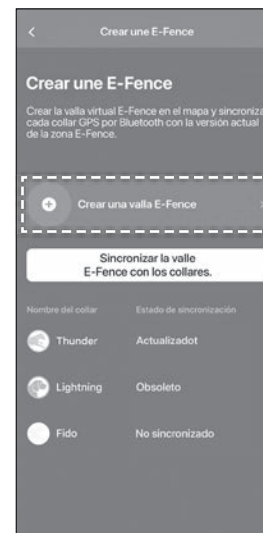 Crear une E-Fence
Crear une E-Fence
Crear la valla virtual E-Fence en el mapa y sincroniza
cada collar GPS por Bluetooth con la versión actual
de la zona E-Fence.
Crear una valla E-Fence
Sincronizar la valle
E-Fence con los collares.
Nombre del collar Estado de sincronización
Thunder Actualizadot
Lightning Obsoleto
Fido No sincronizado